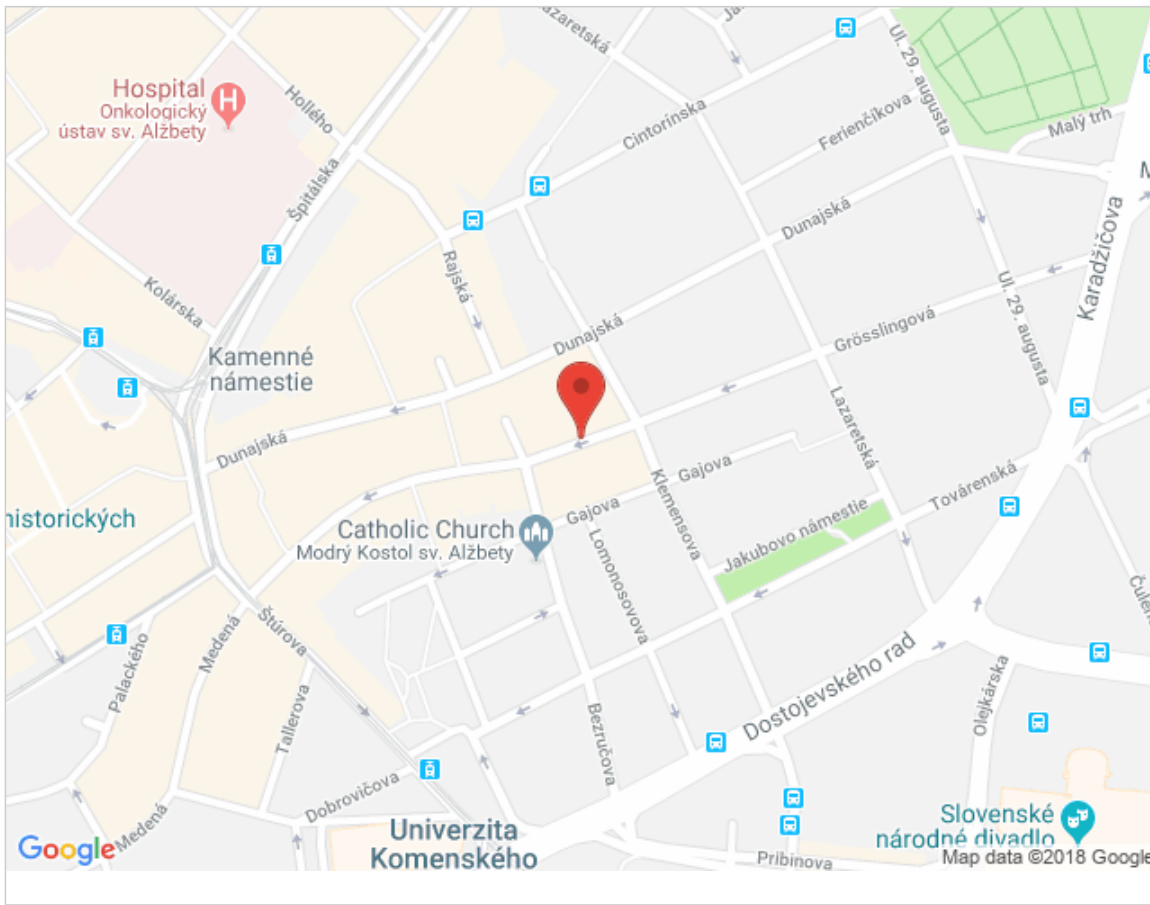 Lazaretská
Ja
Ul. 29. augusta
Hospital
Onkologický
ústav sv. Alžbety
H
Hollého
Cintorínska
Ferienčíkova
Malý trh
M
Špitálska
Dunajská
Karadžičova
Rajská
Kolárska
Ul. 29. augusta
Grösslingová
Dunajská
Kamenné
námestie
Lazaretská
Dunajská
Klemensova
Gajova
Továrenská
historických
Gajova
Catholic Church
Modrý Kostol sv. Alžbety
Jakubovo námestie
Lomonosovova
Čulen
Štúrova
Medená
Palackého
Dostojevského rad
Olejkárska
Tallerova
Bezručova
Dobrovičova
Medená
Slovenské
národné divadlo
Univerzita
Komenského
Google
Pribinova
Map data ©2018 Google